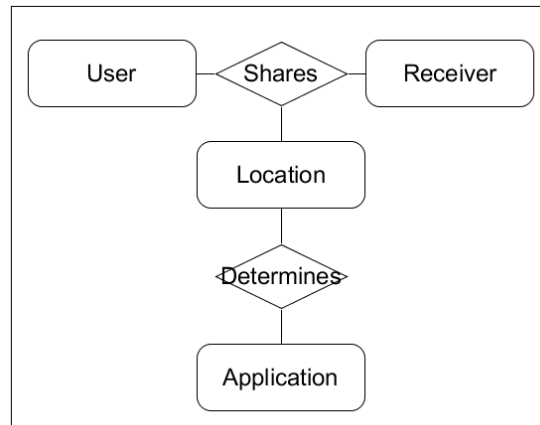 User
Shares
Receiver
Location
Determines
Application